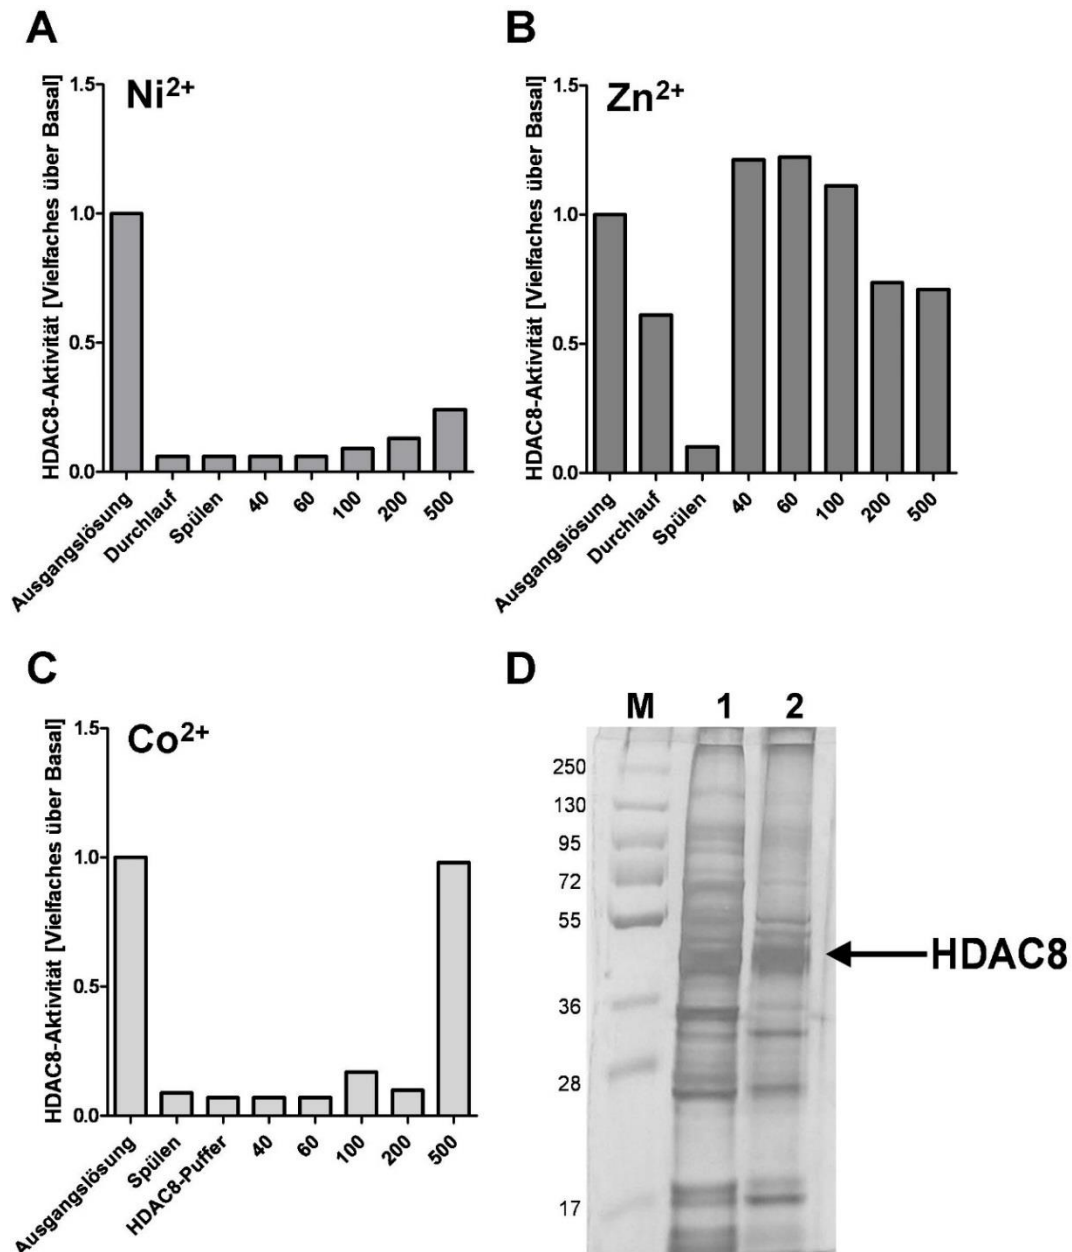 A
HDAC8-Aktivität [Vielfaches über Basal]
Ni2+
1.5
1.0
0.5
0.0
Ausgangslösung
Durchlauf
Spülen
40
60
100
200
500
B
HDAC8-Aktivität [Vielfaches über Basal]
Zn2+
1.5
1.0
0.5
0.0
Ausgangslösung
Durchlauf
Spülen
40
60
100
200
500
C
HDAC8-Aktivität [Vielfaches über Basal]
Co2+
1.5
1.0
0.5
0.0
Ausgangslösung
Spülen
HDAC8-Puffer
40
60
100
200
500
D
M 1 2
250
130
95
72
55
36
28
17
HDAC8